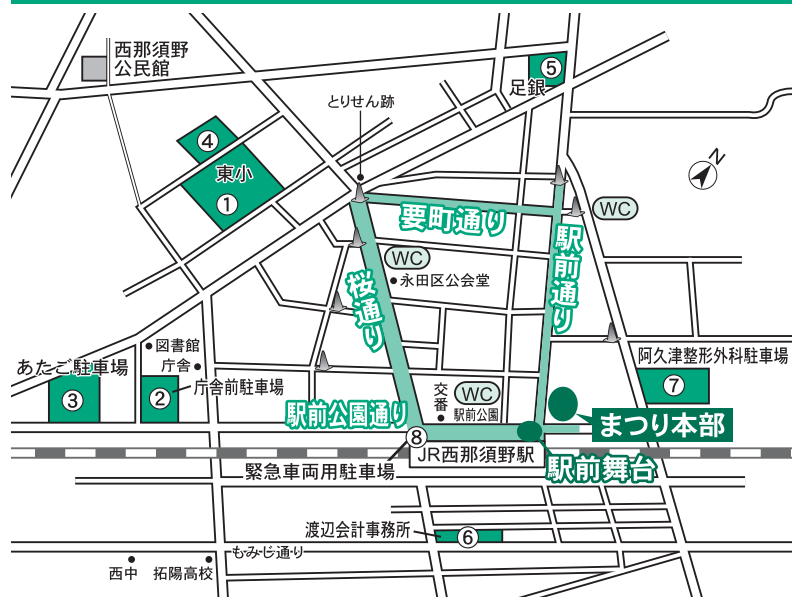 西那須野
公民館
とりせん跡
⑤
足銀
④
東小
①
N
要町通り
WC
駅前通り
WC
永田区公会堂
桜通り
図書館
庁舎
あたご駐車場
③
②
庁舎前駐車場
阿久津整形外科駐車場
⑦
駅前公園通り
交番
WC
駅前公園
まつり本部
⑧
JR西那須野駅
駅前舞台
緊急車両用駐車場
渡辺会計事務所
⑥
もみじ通り
西中
拓陽高校